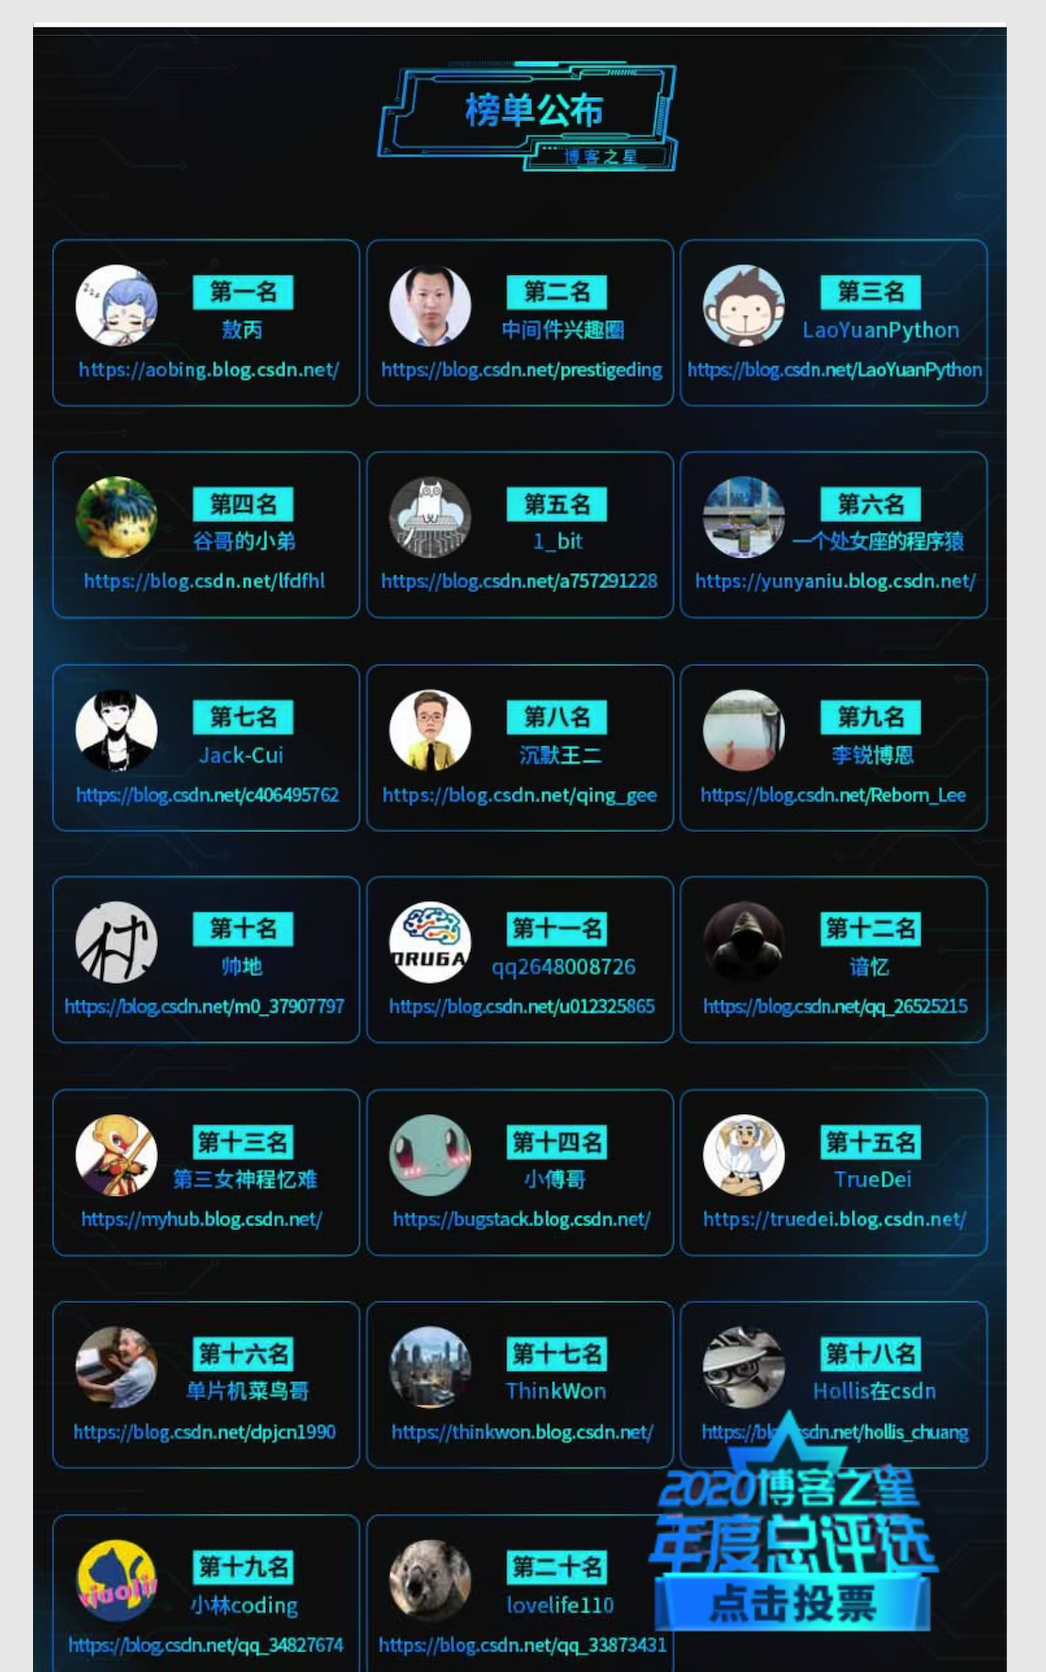 榜单公布
博客之星
第一名
敖丙
https://aobing.blog.csdn.net/
第二名
中间件兴趣圈
https://blog.csdn.net/prestigeding
第三名
LaoYuanPython
https://blog.csdn.net/LaoYuanPython
第四名
谷哥的小弟
https://blog.csdn.net/lfdfhl
第五名
1_bit
https://blog.csdn.net/a757291228
第六名
一个处女座的程序猿
https://yunyaniu.blog.csdn.net/
第七名
Jack-Cui
https://blog.csdn.net/c406495762
第八名
沉默王二
https://blog.csdn.net/qing_gee
第九名
李锐博恩
https://blog.csdn.net/Reborn_Lee
第十名
帅地
https://blog.csdn.net/m0_37907797
ORUGA
第十一名
qq2648008726
https://blog.csdn.net/u012325865
第十二名
谙忆
https://blog.csdn.net/qq_26525215
第十三名
第三女神程忆难
https://myhub.blog.csdn.net/
第十四名
小傅哥
https://bugstack.blog.csdn.net/
第十五名
TrueDei
https://truedei.blog.csdn.net/
第十六名
单片机菜鸟哥
https://blog.csdn.net/dpjcn1990
第十七名
ThinkWon
https://thinkwon.blog.csdn.net/
第十八名
Hollis在csdn
https://blo sdn.net/hollis_chuang
第十九名
小林coding
https://blog.csdn.net/qq_34827674
第二十名
lovelife110
https://blog.csdn.net/qq_33873431
2020博客之星
年度总评选
点击投票